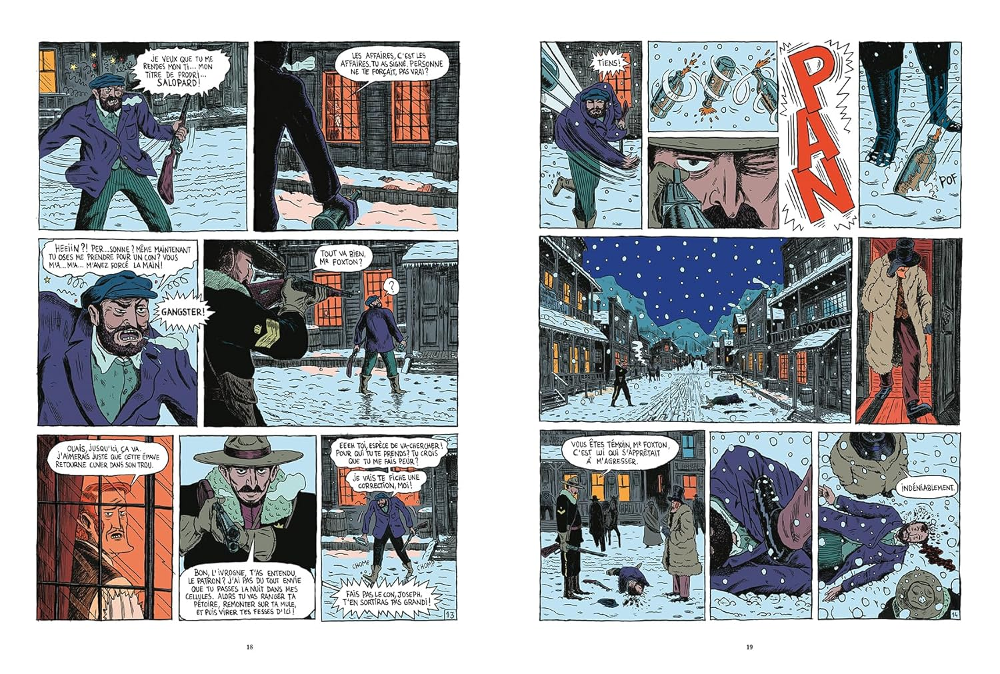 JE VEUX QUE TU ME
RENDES MON TI... MON
TITRE DE PROPRI...
SALOPARD!
LES AFFAIRES, C'EST LES
AFFAIRES. TU AS SIGNÉ. PERSONNE
NE TE FORÇAIT, PAS VRAI?
HEEIIN?! PER...SONNE? MÊME MAINTENANT
TU OSES ME PRENDRE POUR UN CON? VOUS
M'A... M'A... M'AVEZ FORCÉ LA MAIN!
GANGSTER!
TOUT VA BIEN,
MR FOXTON?
?
OUAIS, JUSQU'ICI, ÇA VA.
J'AIMERAIS JUSTE QUE CETTE ÉPAVE
RETOURNE CUVER DANS SON TROU.
BON, L'IVROGNE, T'AS ENTENDU
LE PATRON? J'AI PAS DU TOUT ENVIE
QUE TU PASSES LA NUIT DANS MES
CELLULES. ALORS TU VAS RANGER TA
PÉTOIRE, REMONTER SUR TA MULE,
ET PUIS VIRER TES FESSES D'ICI!
EEEH TOI, ESPÈCE DE VA-CHERCHER!
POUR QUI TU TE PRENDS? TU CROIS
QUE TU ME FAIS PEUR?
JE VAIS TE FICHE UNE
CORRECTION, MOI!
CHOMP
CHOMP
FAIS PAS LE CON, JOSEPH,
T'EN SORTIRAS PAS GRANDI!
13
18
TIENS!
PAN
POF
FOXTON
VOUS ÊTES TÉMOIN, MR FOXTON,
C'EST LUI QUI S'APPRÊTAIT
À M'AGRESSER.
INDÉNIABLEMENT.
14
19